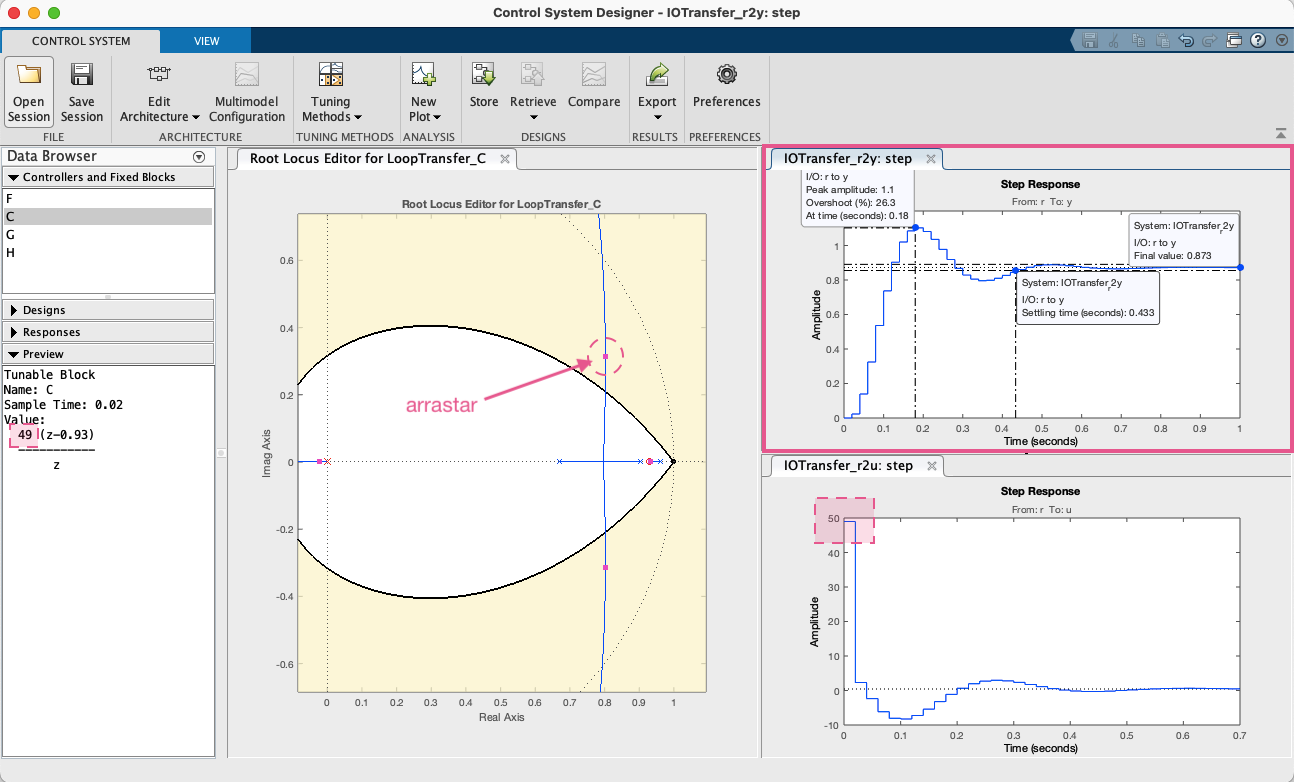 Control System Designer - IOTransfer_r2y: step
CONTROL SYSTEM
VIEW
Open Session
Save Session
Edit Architecture
Multimodel Configuration
Tuning Methods
New Plot
Store
Retrieve
Compare
Export
Preferences
FILE
ARCHITECTURE
TUNING METHODS
ANALYSIS
DESIGNS
RESULTS
PREFERENCES
Data Browser
Controllers and Fixed Blocks
F
C
G
H
Designs
Responses
Preview
Tunable Block
Name: C
Sample Time: 0.02
Value:
49 (z-0.93)
-----------
z
Root Locus Editor for LoopTransfer_C
Root Locus Editor for LoopTransfer_C
0.6
0.4
0.2
0
-0.2
-0.4
-0.6
Imag Axis
arrastar
0 0.1 0.2 0.3 0.4 0.5 0.6 0.7 0.8 0.9 1
Real Axis
IOTransfer_r2y: step
Step Response
From: r To: y
I/O: r to y
Peak amplitude: 1.1
Overshoot (%): 26.3
At time (seconds): 0.18
System: IOTransfer_r2y
I/O: r to y
Final value: 0.873
System: IOTransfer_r2y
I/O: r to y
Settling time (seconds): 0.433
1
0.8
0.6
0.4
0.2
0
Amplitude
0 0.1 0.2 0.3 0.4 0.5 0.6 0.7 0.8 0.9 1
Time (seconds)
IOTransfer_r2u: step
Step Response
From: r To: u
50
40
30
20
10
0
-10
Amplitude
0 0.1 0.2 0.3 0.4 0.5 0.6 0.7
Time (seconds)